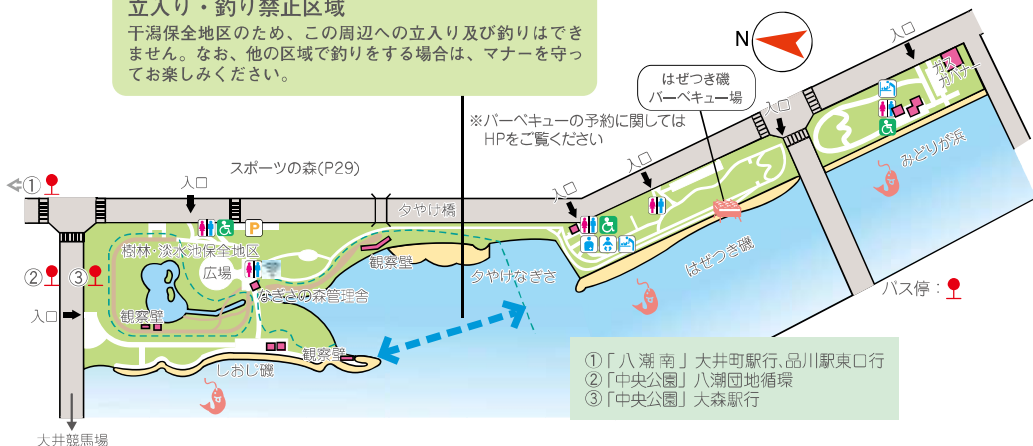 立入り・釣り禁止区域
干潟保全地区のため、この周辺への立入り及び釣りはでき
ません。なお、他の区域で釣りをする場合は、マナーを守っ
てお楽しみください。
N
入口
ガス
ガバナー
はぜつき磯
バーベキュー場
入口
※バーベキューの予約に関しては
HPをご覧ください
みどりが浜
入口
スポーツの森(P29)
①
入口
入口
夕やけ橋
P
樹林・淡水池保全地区
広場
観察壁
夕やけなぎさ
はぜつき磯
②
③
なぎさの森管理舎
バス停：
入口
観察壁
観察壁
しおじ磯
①「八潮南」大井町駅行、品川駅東口行
②「中央公園」八潮団地循環
③「中央公園」大森駅行
大井競馬場